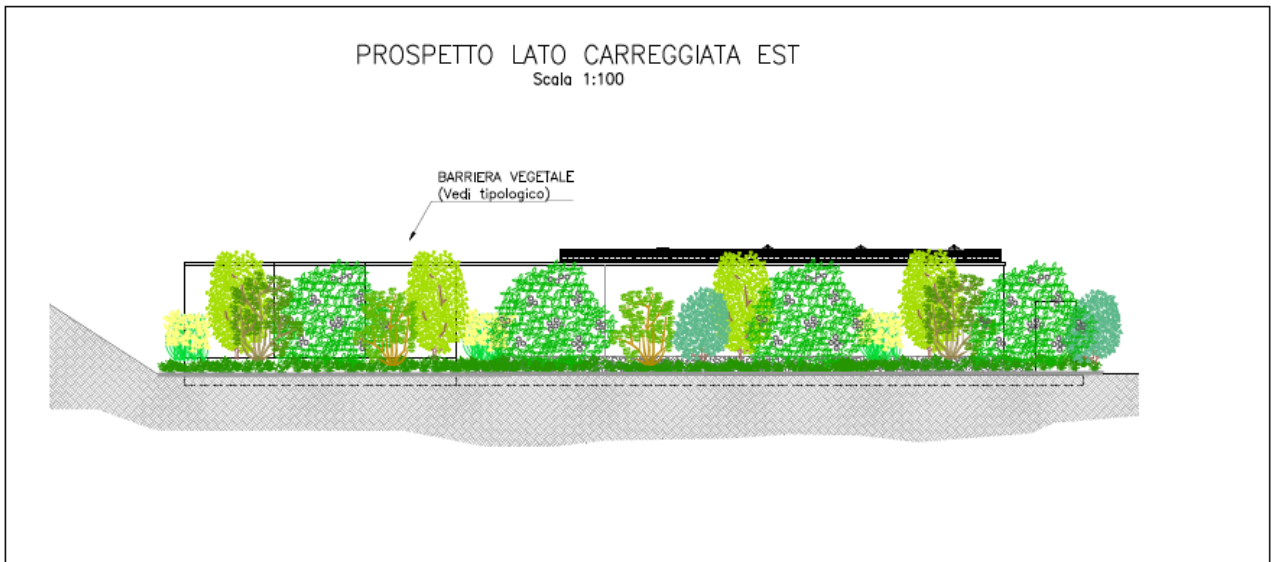 PROSPETTO LATO CARREGGIATA EST
Scala 1:100
BARRIERA VEGETALE
(Vedi tipologico)